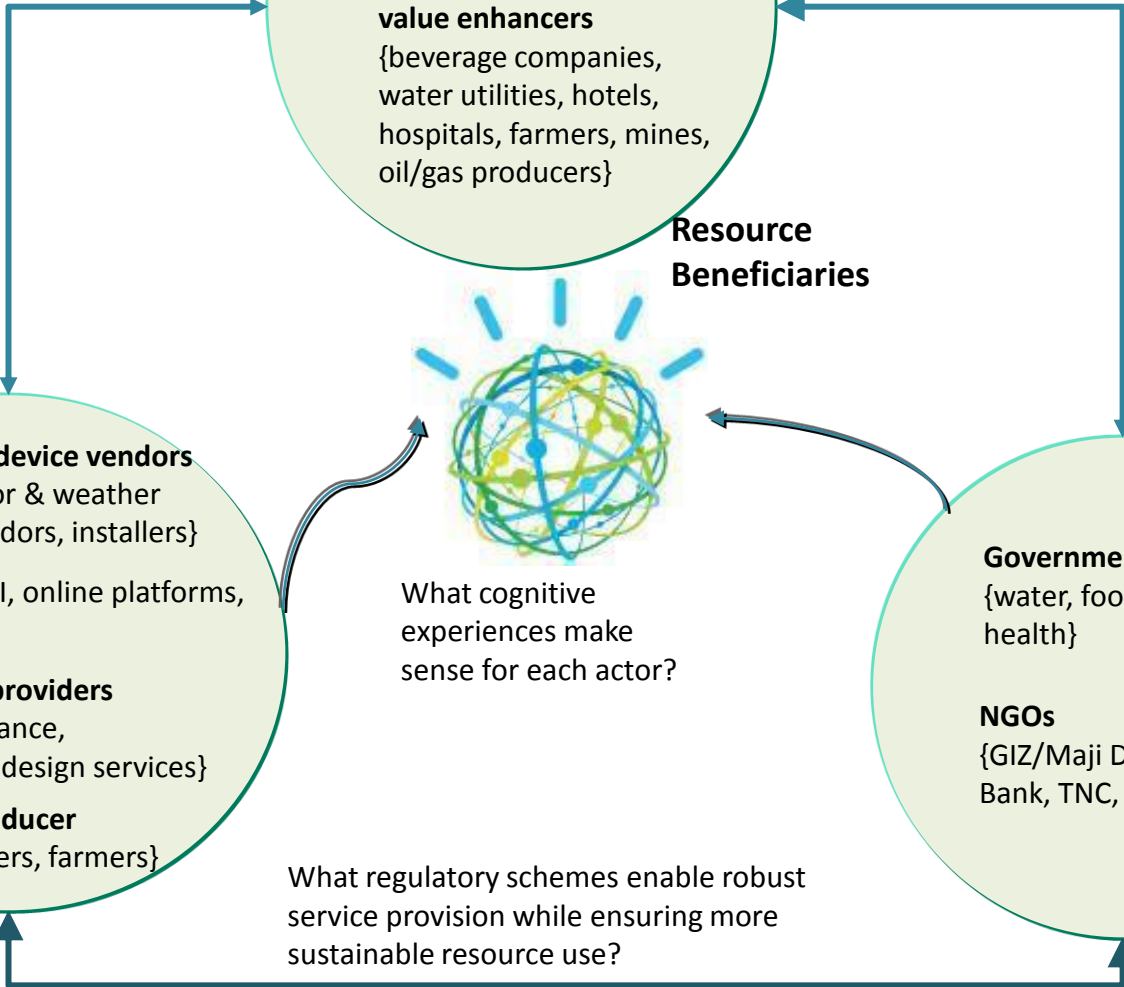 value enhancers
{beverage companies,
water utilities, hotels,
hospitals, farmers, mines,
oil/gas producers}
Resource
Beneficiaries
device vendors
or & weather
dors, installers}
I, online platforms,
providers
ance,
design services}
ducer
ers, farmers}
What cognitive
experiences make
sense for each actor?
Governme
{water, foo
health}
NGOs
{GIZ/Maji D
Bank, TNC,
What regulatory schemes enable robust
service provision while ensuring more
sustainable resource use?